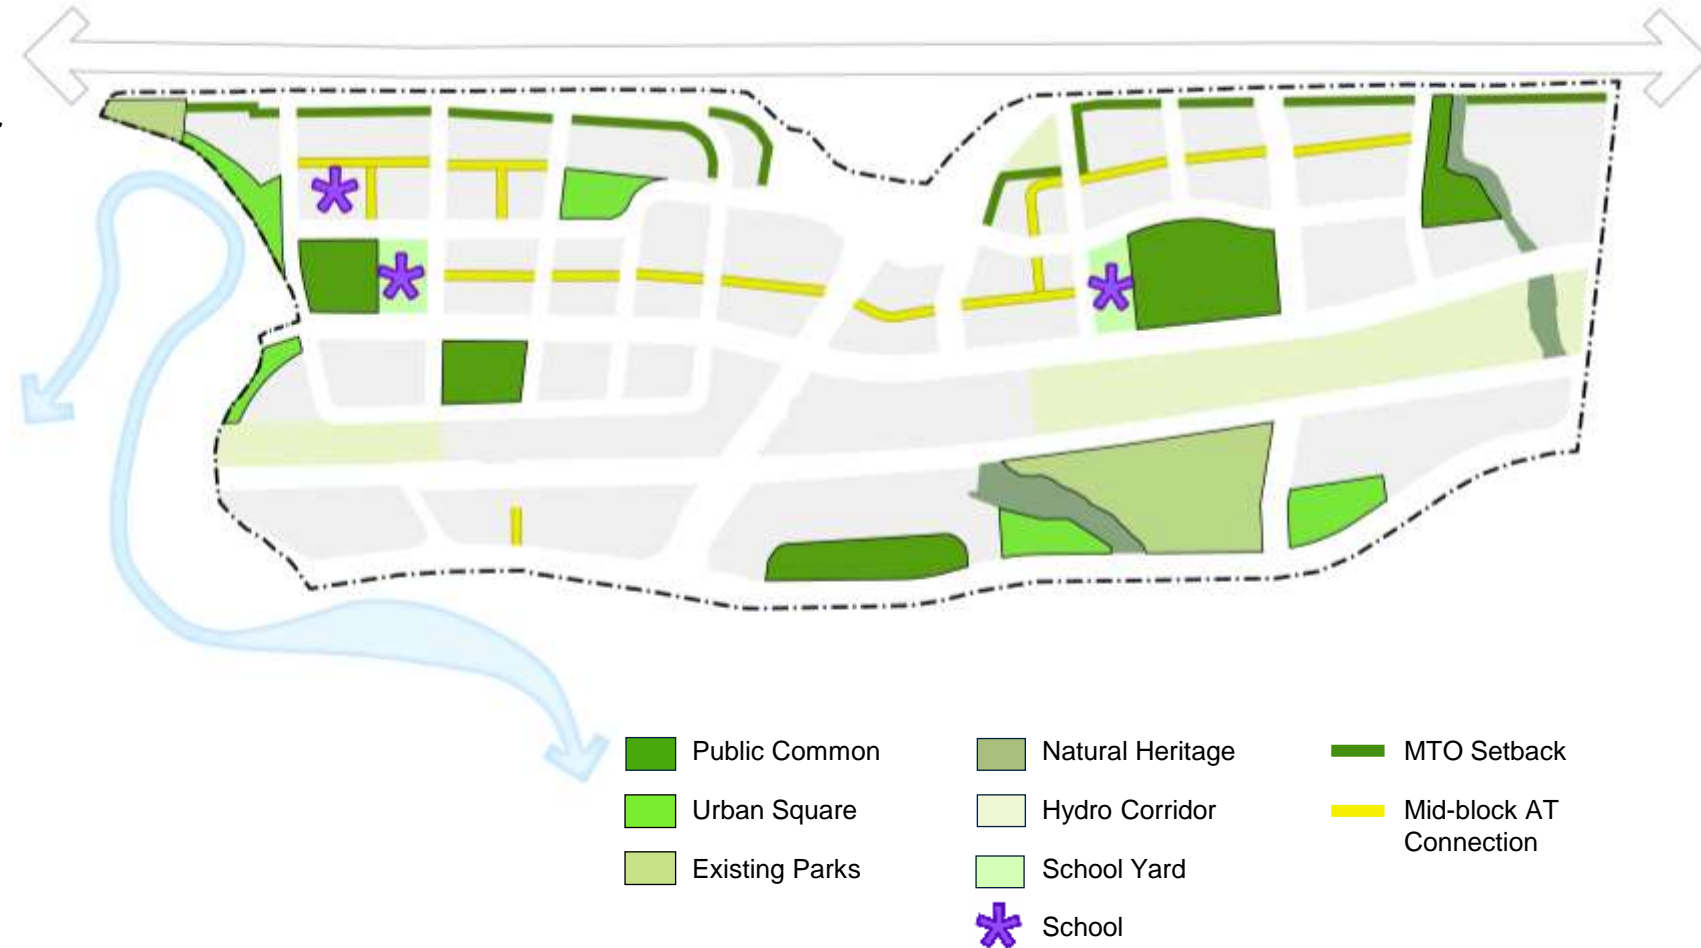 Public Common
Urban Square
Existing Parks
Natural Heritage
Hydro Corridor
School Yard
School
MTO Setback
Mid-block AT
Connection